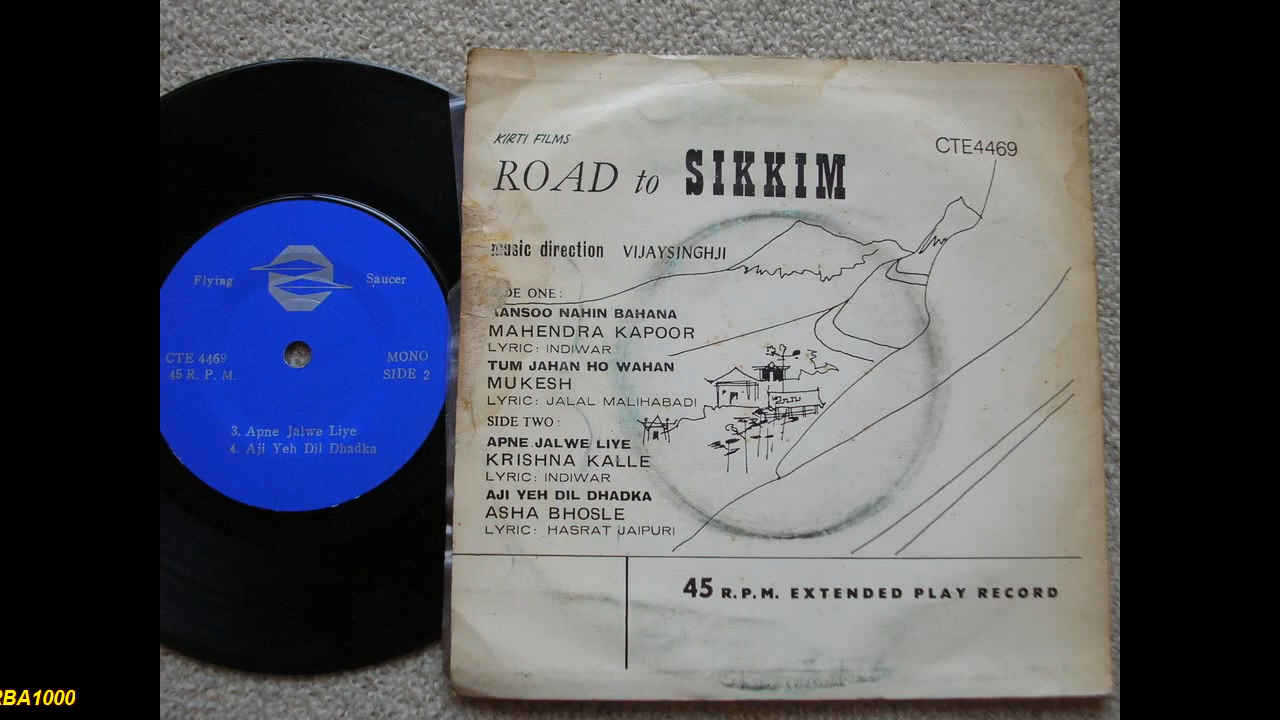 Flying Saucer
CTE 4469
45 R. P. M.
MONO
SIDE 2
3. Apne Jalwe Liye
4. Aji Yeh Dil Dhadka
KIRTI FILMS
CTE4469
ROAD to SIKKIM
music direction VIJAYSINGHJI
ONE:
AANSOO NAHIN BAHANA
MAHENDRA KAPOOR
LYRIC: INDIWAR
TUM JAHAN HO WAHAN
MUKESH
LYRIC: JALAL MALIHABADI
SIDE TWO:
APNE JALWE LIYE
KRISHNA KALLE
LYRIC: INDIWAR
AJI YEH DIL DHADKA
ASHA BHOSLE
LYRIC: HASRAT JAIPURI
45 R.P.M. EXTENDED PLAY RECORD
BA1000